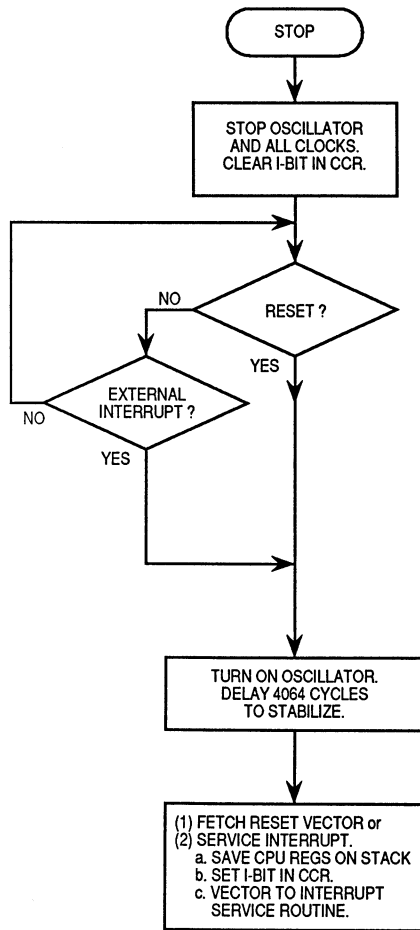 STOP
STOP OSCILLATOR
AND ALL CLOCKS.
CLEAR I-BIT IN CCR.
RESET ?
NO
YES
EXTERNAL
INTERRUPT ?
NO
YES
TURN ON OSCILLATOR.
DELAY 4064 CYCLES
TO STABILIZE.
(1) FETCH RESET VECTOR or
(2) SERVICE INTERRUPT.
a. SAVE CPU REGS ON STACK
b. SET I-BIT IN CCR.
c. VECTOR TO INTERRUPT
SERVICE ROUTINE.